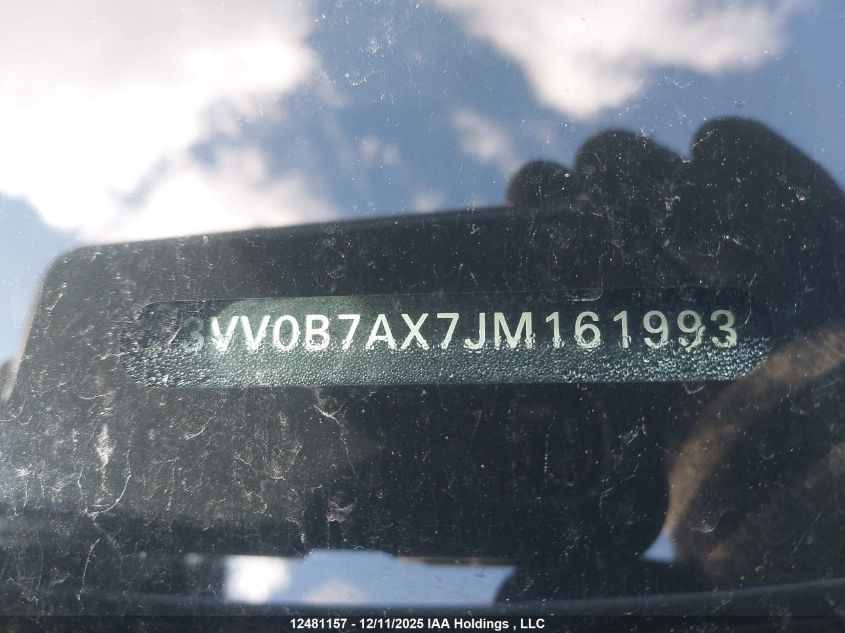 3VV0B7AX7JM161993
12481157 - 12/11/2025 IAA Holdings , LLC